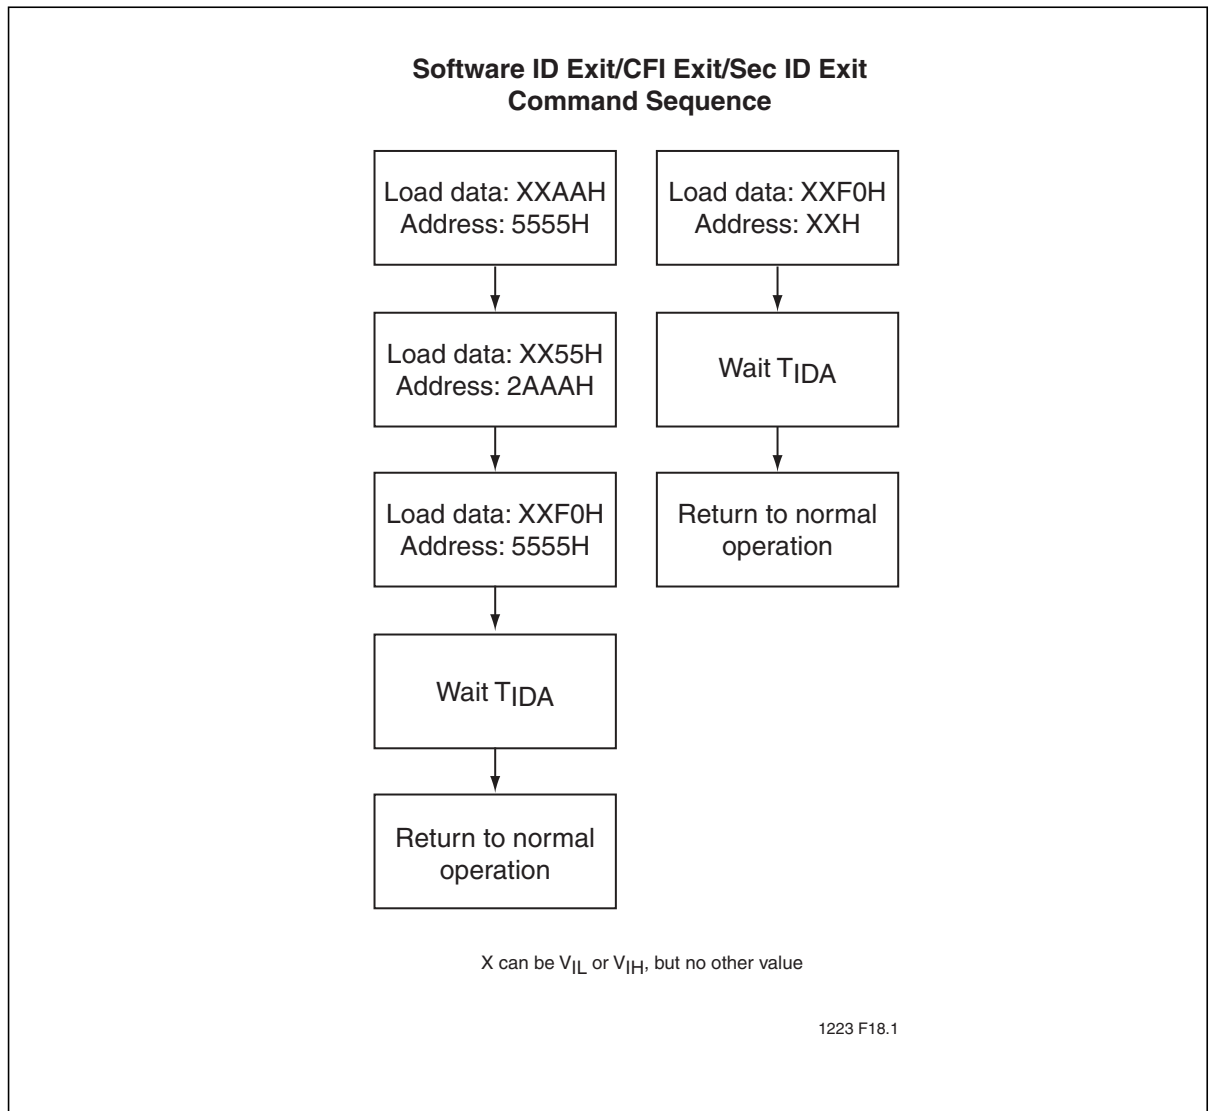 Software ID Exit/CFI Exit/Sec ID Exit
Command Sequence
Load data: XXAAH
Address: 5555H
Load data: XX55H
Address: 2AAAH
Load data: XXF0H
Address: 5555H
Wait TIDA
Return to normal
operation
Load data: XXF0H
Address: XXH
Wait TIDA
Return to normal
operation
X can be VIL or VIH, but no other value
1223 F18.1